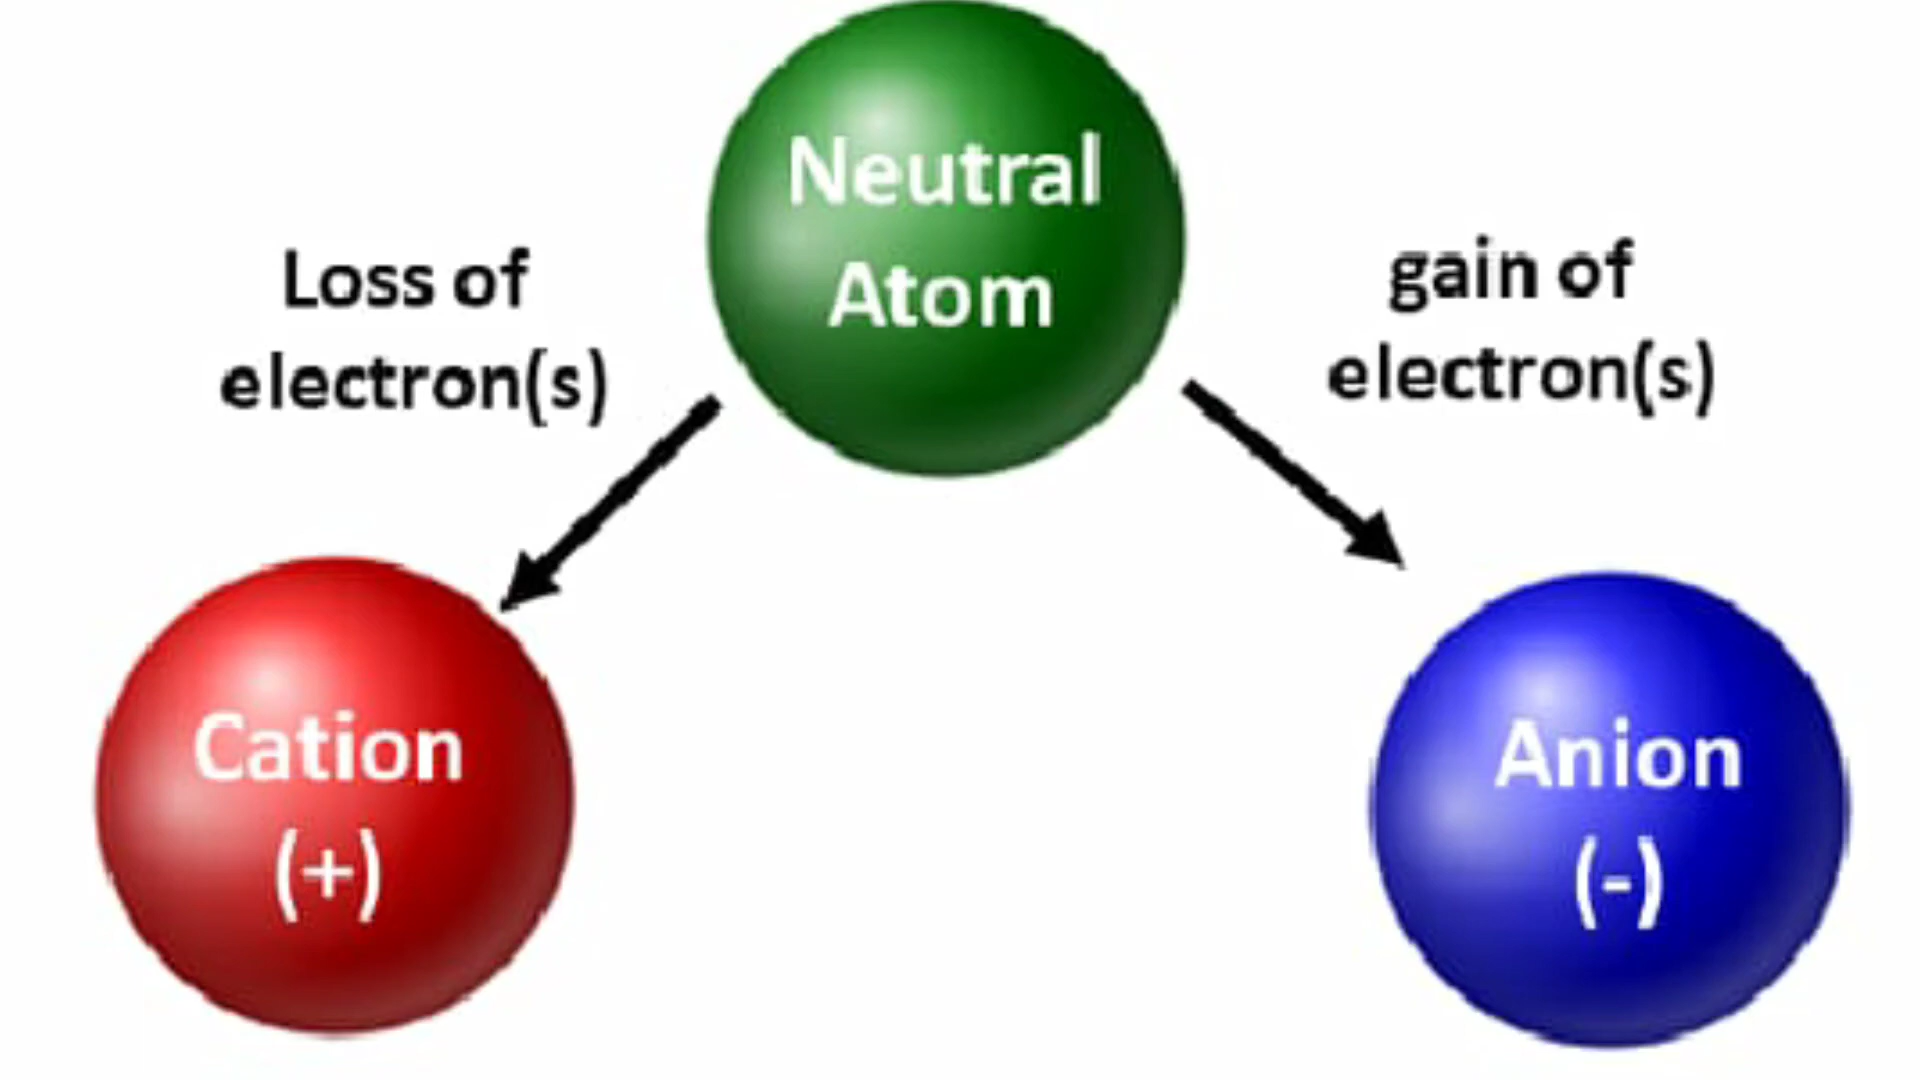 Neutral
Atom
Loss of
electron(s)
gain of
electron(s)
Cation
(+)
Anion
(-)